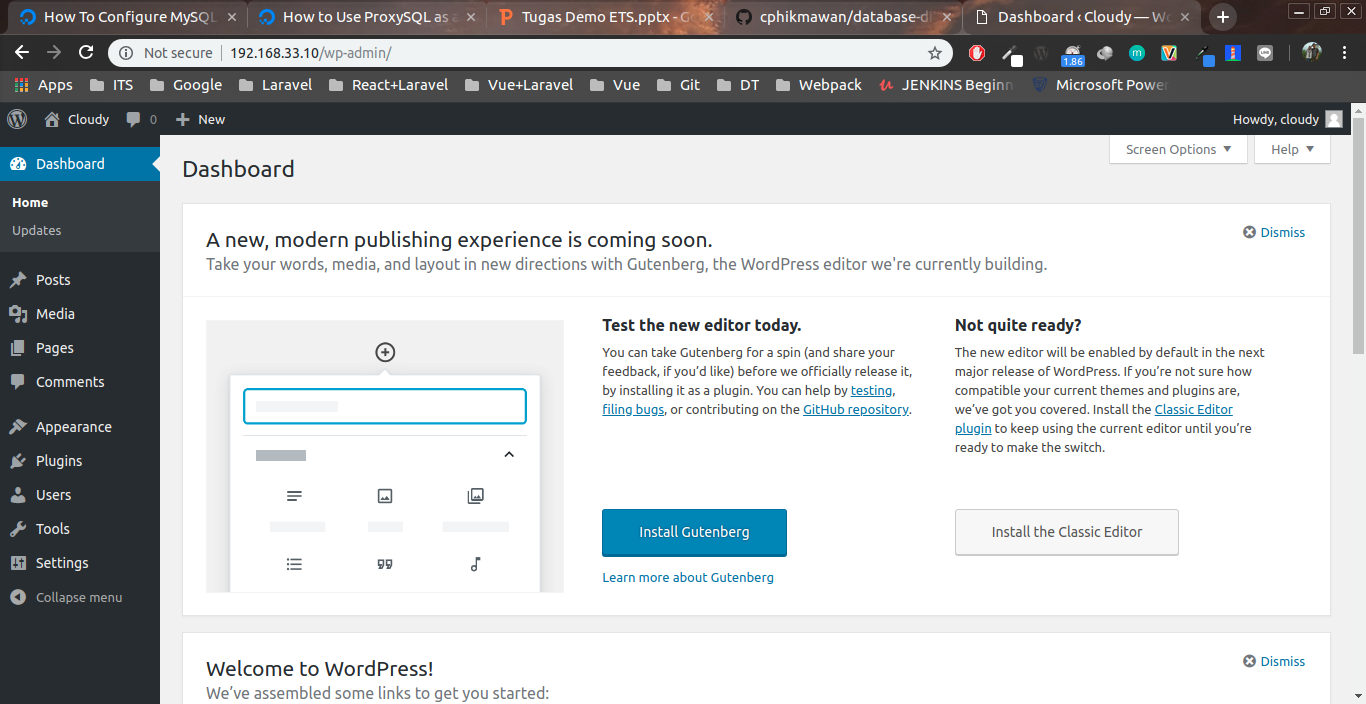 How To Configure MySQL
How to Use ProxySQL as a
Tugas Demo ETS.pptx - G
cphikmawan/database-di
Dashboard ‹ Cloudy — Wo
Not secure | 192.168.33.10/wp-admin/
1.86
Apps ITS Google Laravel React+Laravel Vue+Laravel Vue Git DT Webpack JENKINS Beginn Microsoft Power
Cloudy 0 New Howdy, cloudy
Dashboard
Home
Updates
Posts
Media
Pages
Comments
Appearance
Plugins
Users
Tools
Settings
Collapse menu
Screen Options Help
Dashboard
A new, modern publishing experience is coming soon.
Dismiss
Take your words, media, and layout in new directions with Gutenberg, the WordPress editor we're currently building.
Test the new editor today.
You can take Gutenberg for a spin (and share your
feedback, if you’d like) before we officially release it,
by installing it as a plugin. You can help by testing,
filing bugs, or contributing on the GitHub repository.
Install Gutenberg
Learn more about Gutenberg
Not quite ready?
The new editor will be enabled by default in the next
major release of WordPress. If you’re not sure how
compatible your current themes and plugins are,
we’ve got you covered. Install the Classic Editor
plugin to keep using the current editor until you’re
ready to make the switch.
Install the Classic Editor
Welcome to WordPress!
Dismiss
We’ve assembled some links to get you started: